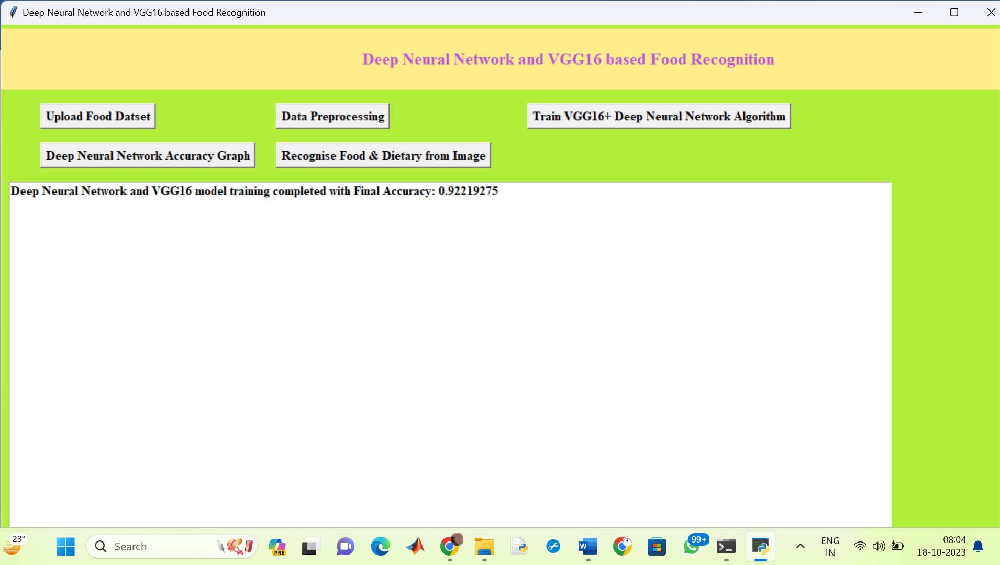 Deep Neural Network and VGG16 based Food Recognition
Deep Neural Network and VGG16 based Food Recognition
Upload Food Datset
Data Preprocessing
Train VGG16+ Deep Neural Network Algorithm
Deep Neural Network Accuracy Graph
Recognise Food & Dietary from Image
Deep Neural Network and VGG16 model training completed with Final Accuracy: 0.92219275
23°
Search
PRE
W
99+
ENG
IN
08:04
18-10-2023